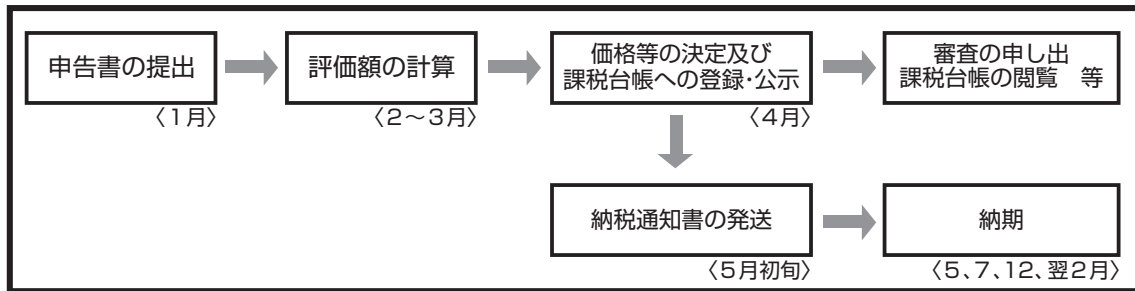 申告書の提出
〈1月〉
評価額の計算
〈2～3月〉
価格等の決定及び
課税台帳への登録・公示
〈4月〉
審査の申し出
課税台帳の閲覧　等
納税通知書の発送
〈5月初旬〉
納期
〈5、7、12、翌2月〉